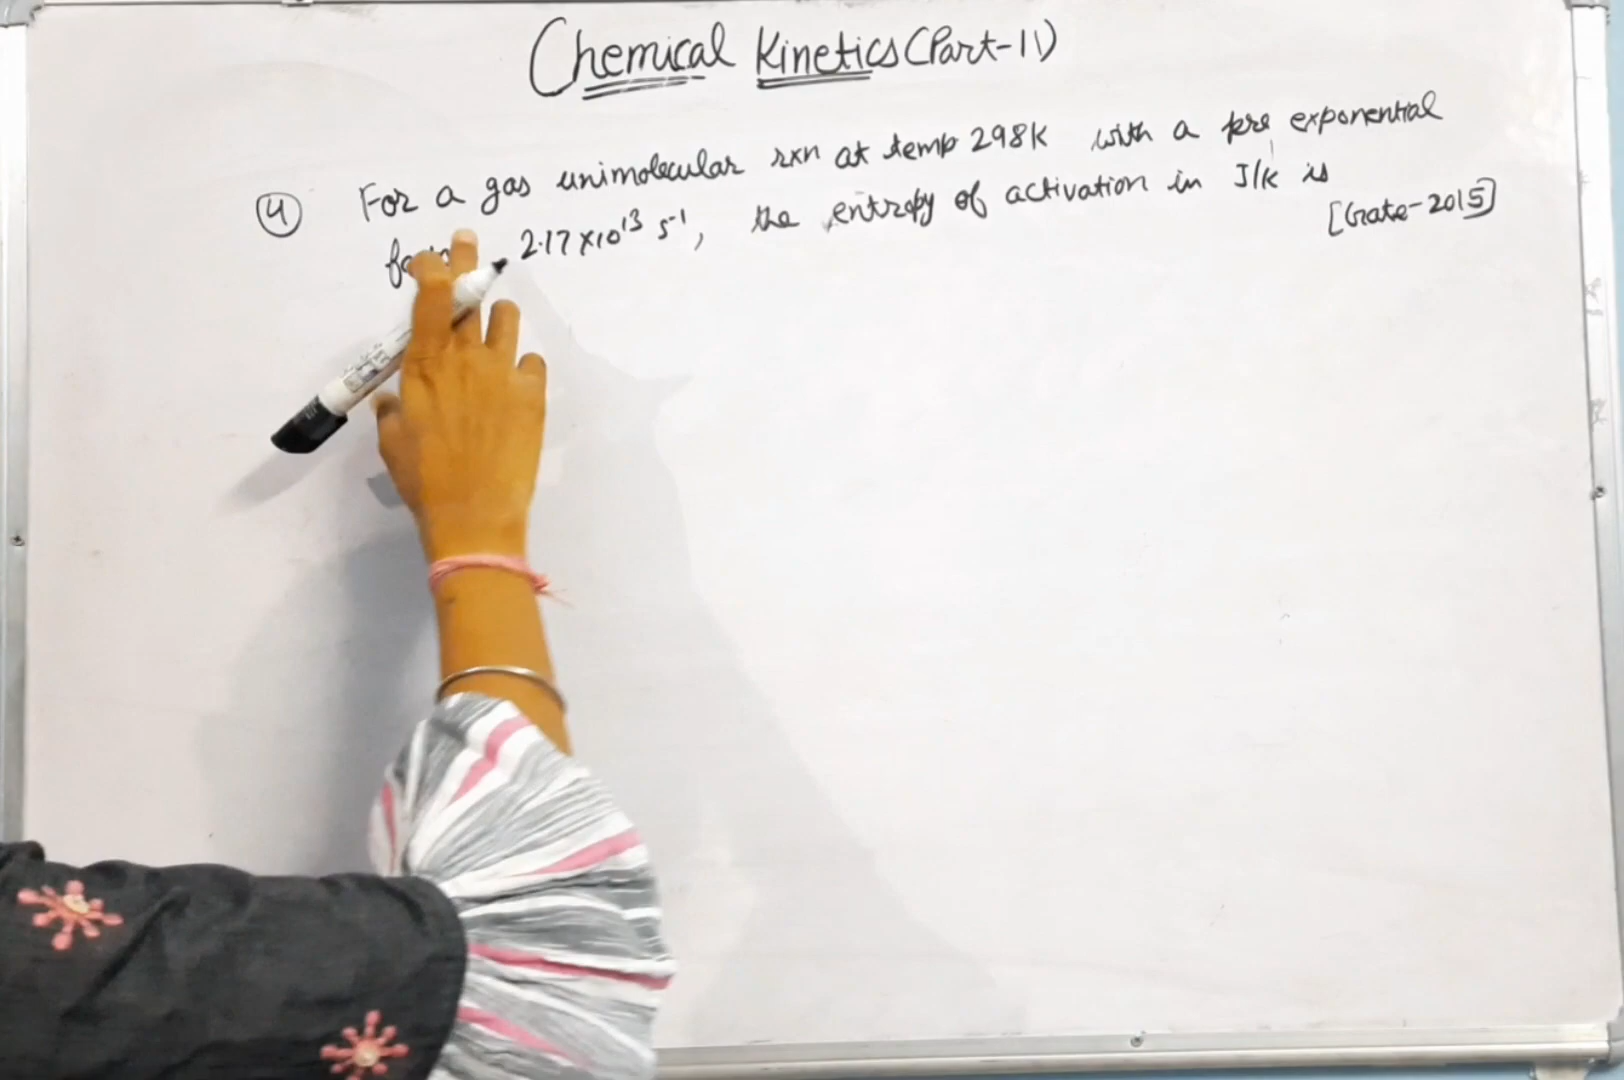 Chemical Kinetics (Part-11)
④ For a gas unimolecular rxn at temp 298K with a pre exponential
2.17 × 10¹³ s⁻¹, the entropy of activation in J/K is
[Gate-2015]